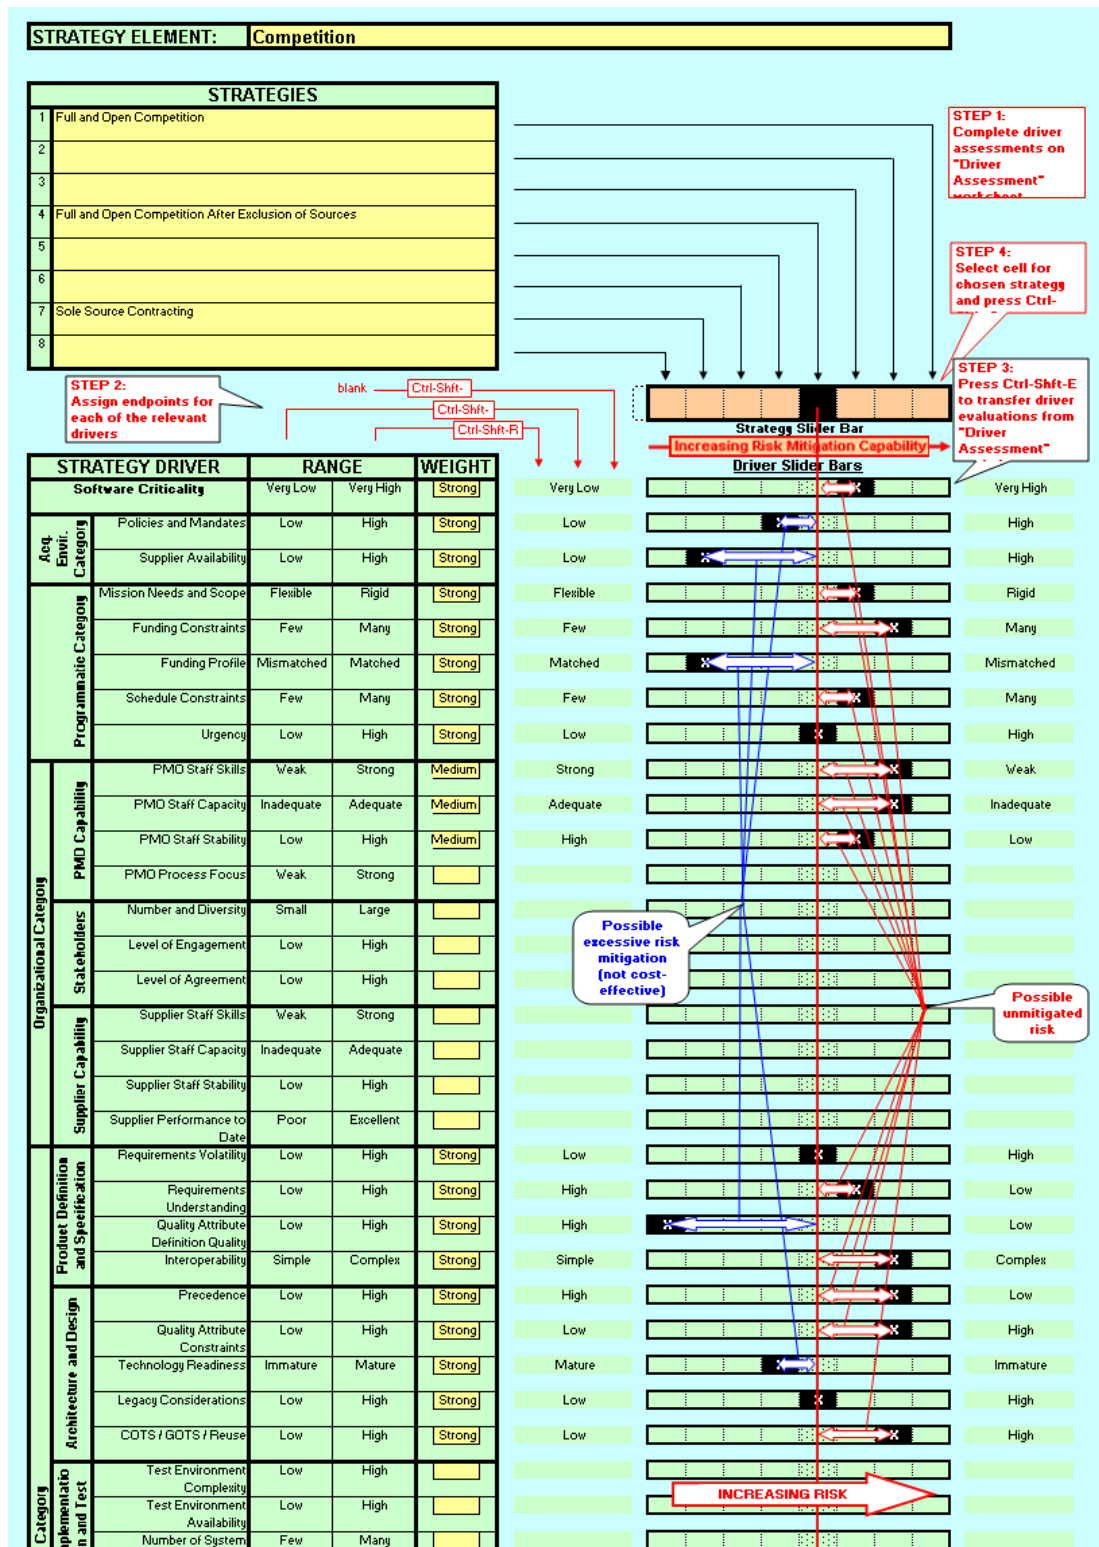 STRATEGY ELEMENT: Competition
STRATEGIES
1 Full and Open Competition
2
3
4 Full and Open Competition After Exclusion of Sources
5
6
7 Sole Source Contracting
8
STEP 1:
Complete driver
assessments on
"Driver
Assessment"
STEP 4:
Select cell for
chosen strategy
and press Ctrl-
STEP 2:
Assign endpoints for
each of the relevant
drivers
blank Ctrl-Shft-
Ctrl-Shft-
Ctrl-Shft-R
STEP 3:
Press Ctrl-Shft-E
to transfer driver
evaluations from
"Driver
Assessment"
Strategy Slider Bar
Increasing Risk Mitigation Capability
Driver Slider Bars
STRATEGY DRIVER RANGE WEIGHT
Software Criticality Very Low Very High Strong Very Low x Very High
Acq. Envir. Category
Policies and Mandates Low High Strong Low x High
Supplier Availability Low High Strong Low x High
Programmatic Category
Mission Needs and Scope Flexible Rigid Strong Flexible x Rigid
Funding Constraints Few Many Strong Few x Many
Funding Profile Mismatched Matched Strong Matched x Mismatched
Schedule Constraints Few Many Strong Few x Many
Urgency Low High Strong Low x High
Organizational Category
PMO Capability
PMO Staff Skills Weak Strong Medium Strong x Weak
PMO Staff Capacity Inadequate Adequate Medium Adequate x Inadequate
PMO Staff Stability Low High Medium High x Low
PMO Process Focus Weak Strong
Stakeholders
Number and Diversity Small Large
Level of Engagement Low High
Level of Agreement Low High
Possible
excessive risk
mitigation
(not cost-
effective)
Possible
unmitigated
risk
Supplier Capability
Supplier Staff Skills Weak Strong
Supplier Staff Capacity Inadequate Adequate
Supplier Staff Stability Low High
Supplier Performance to Poor Excellent
Date
Category
Product Definition
and Specification
Requirements Volatility Low High Strong Low x High
Requirements Low High Strong High x Low
Understanding
Quality Attribute Low High Strong High x Low
Definition Quality
Interoperability Simple Complex Strong Simple x Complex
Architecture and Design
Precedence Low High Strong High x Low
Quality Attribute Low High Strong Low x High
Constraints
Technology Readiness Immature Mature Strong Mature x Immature
Legacy Considerations Low High Strong Low x High
COTS / GOTS / Reuse Low High Strong Low x High
plementatio
n and Test
Test Environment Low High
Complexity
INCREASING RISK
Test Environment Low High
Availability
Number of System Few Many